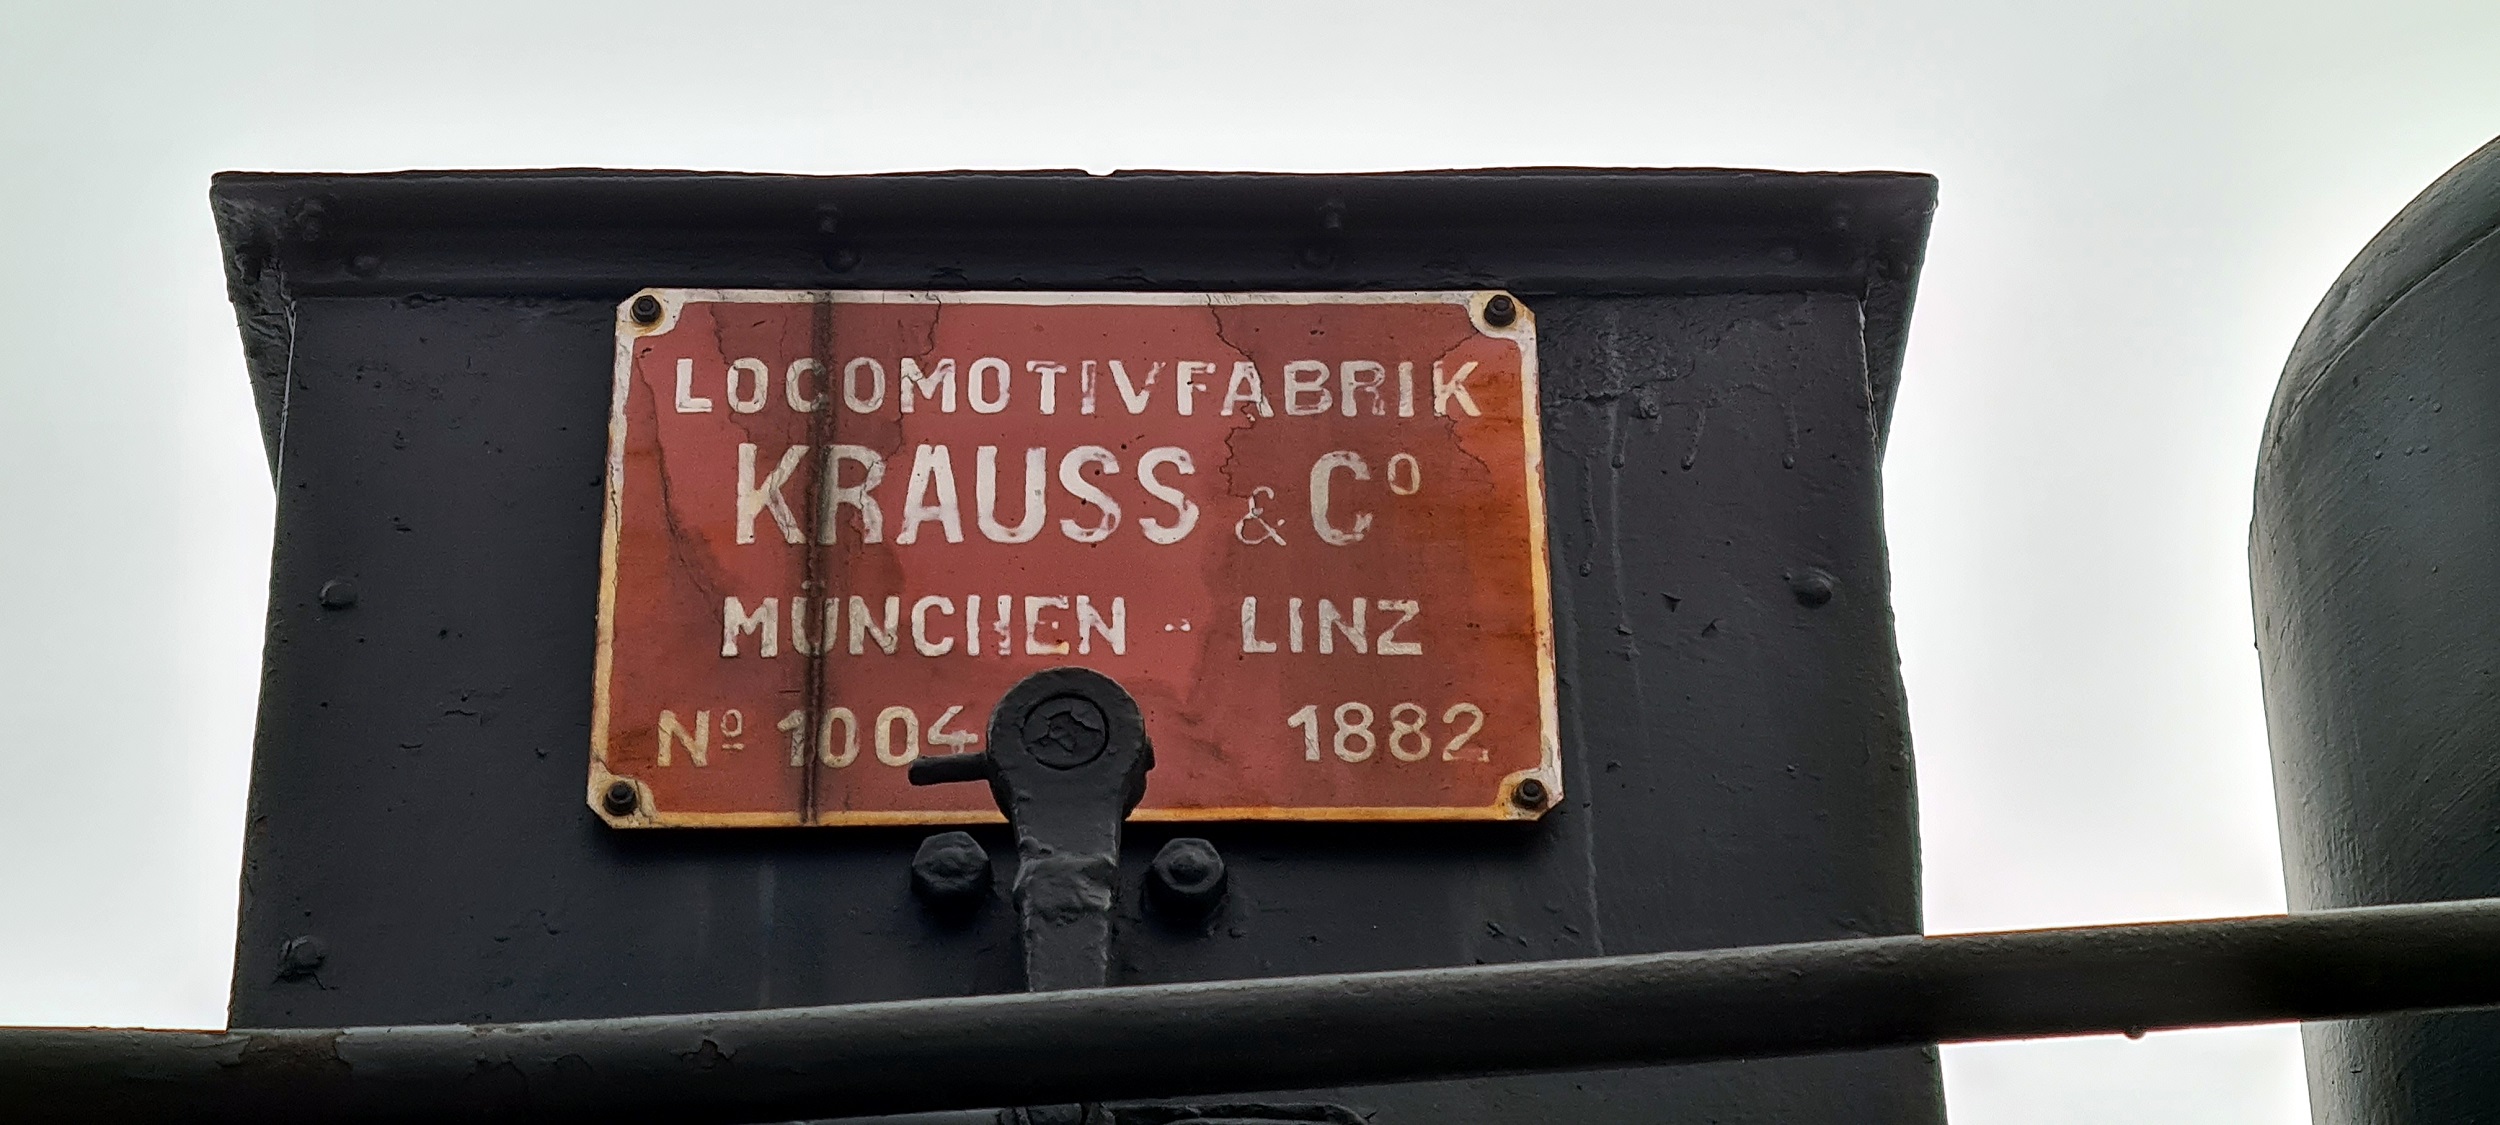 LOCOMOTIVFABRIK
KRAUSS & Cº
MÜNCHEN - LINZ
Nº 1004 1882